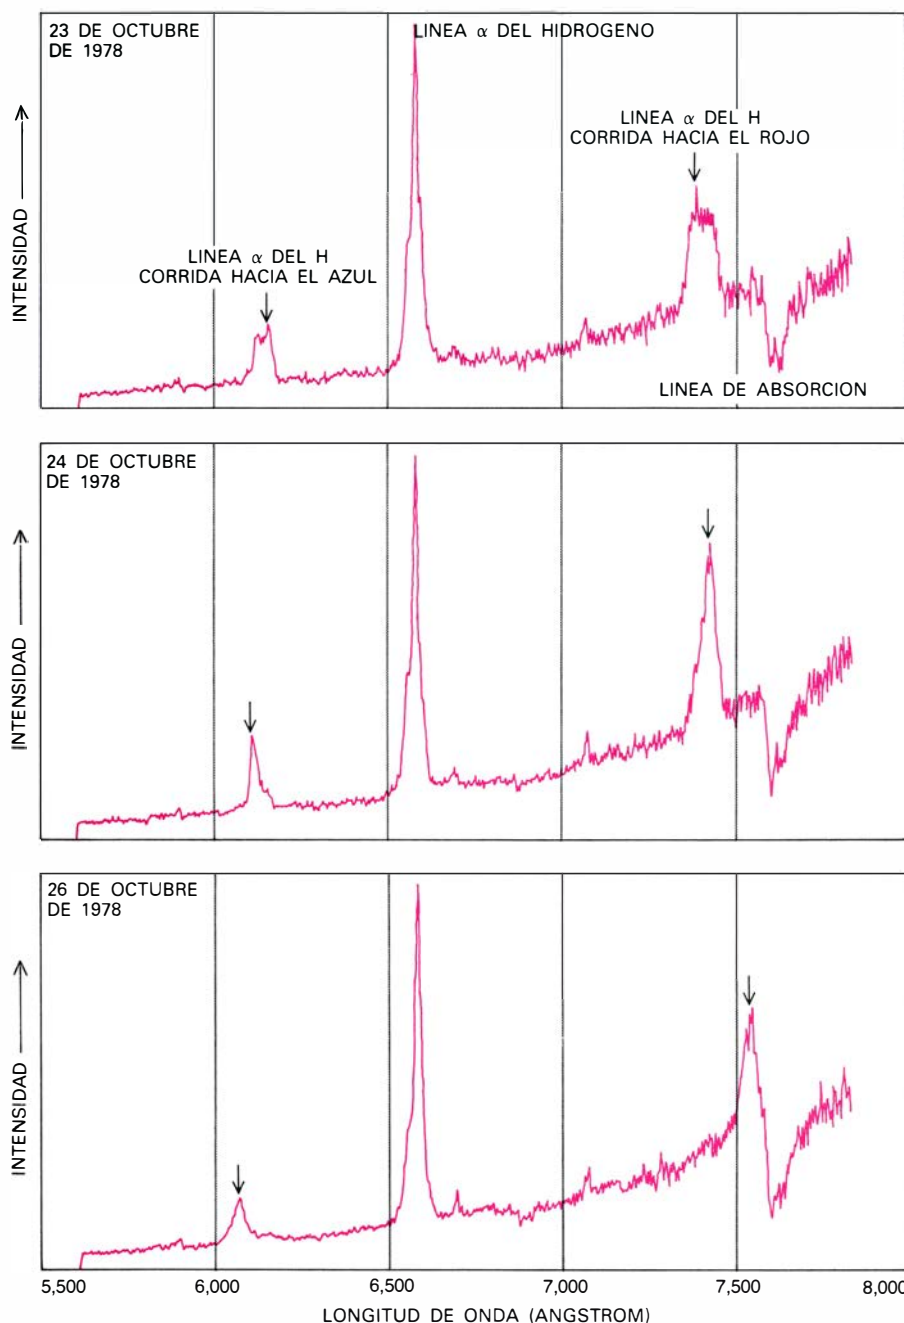 23 DE OCTUBRE
DE 1978
LINEA α DEL HIDROGENO
LINEA α DEL H
CORRIDA HACIA EL ROJO
LINEA α DEL H
CORRIDA HACIA EL AZUL
LINEA DE ABSORCION
INTENSIDAD
24 DE OCTUBRE
DE 1978
INTENSIDAD
26 DE OCTUBRE
DE 1978
INTENSIDAD
5,500 6,000 6,500 7,000 7,500 8,000
LONGITUD DE ONDA (ANGSTROM)